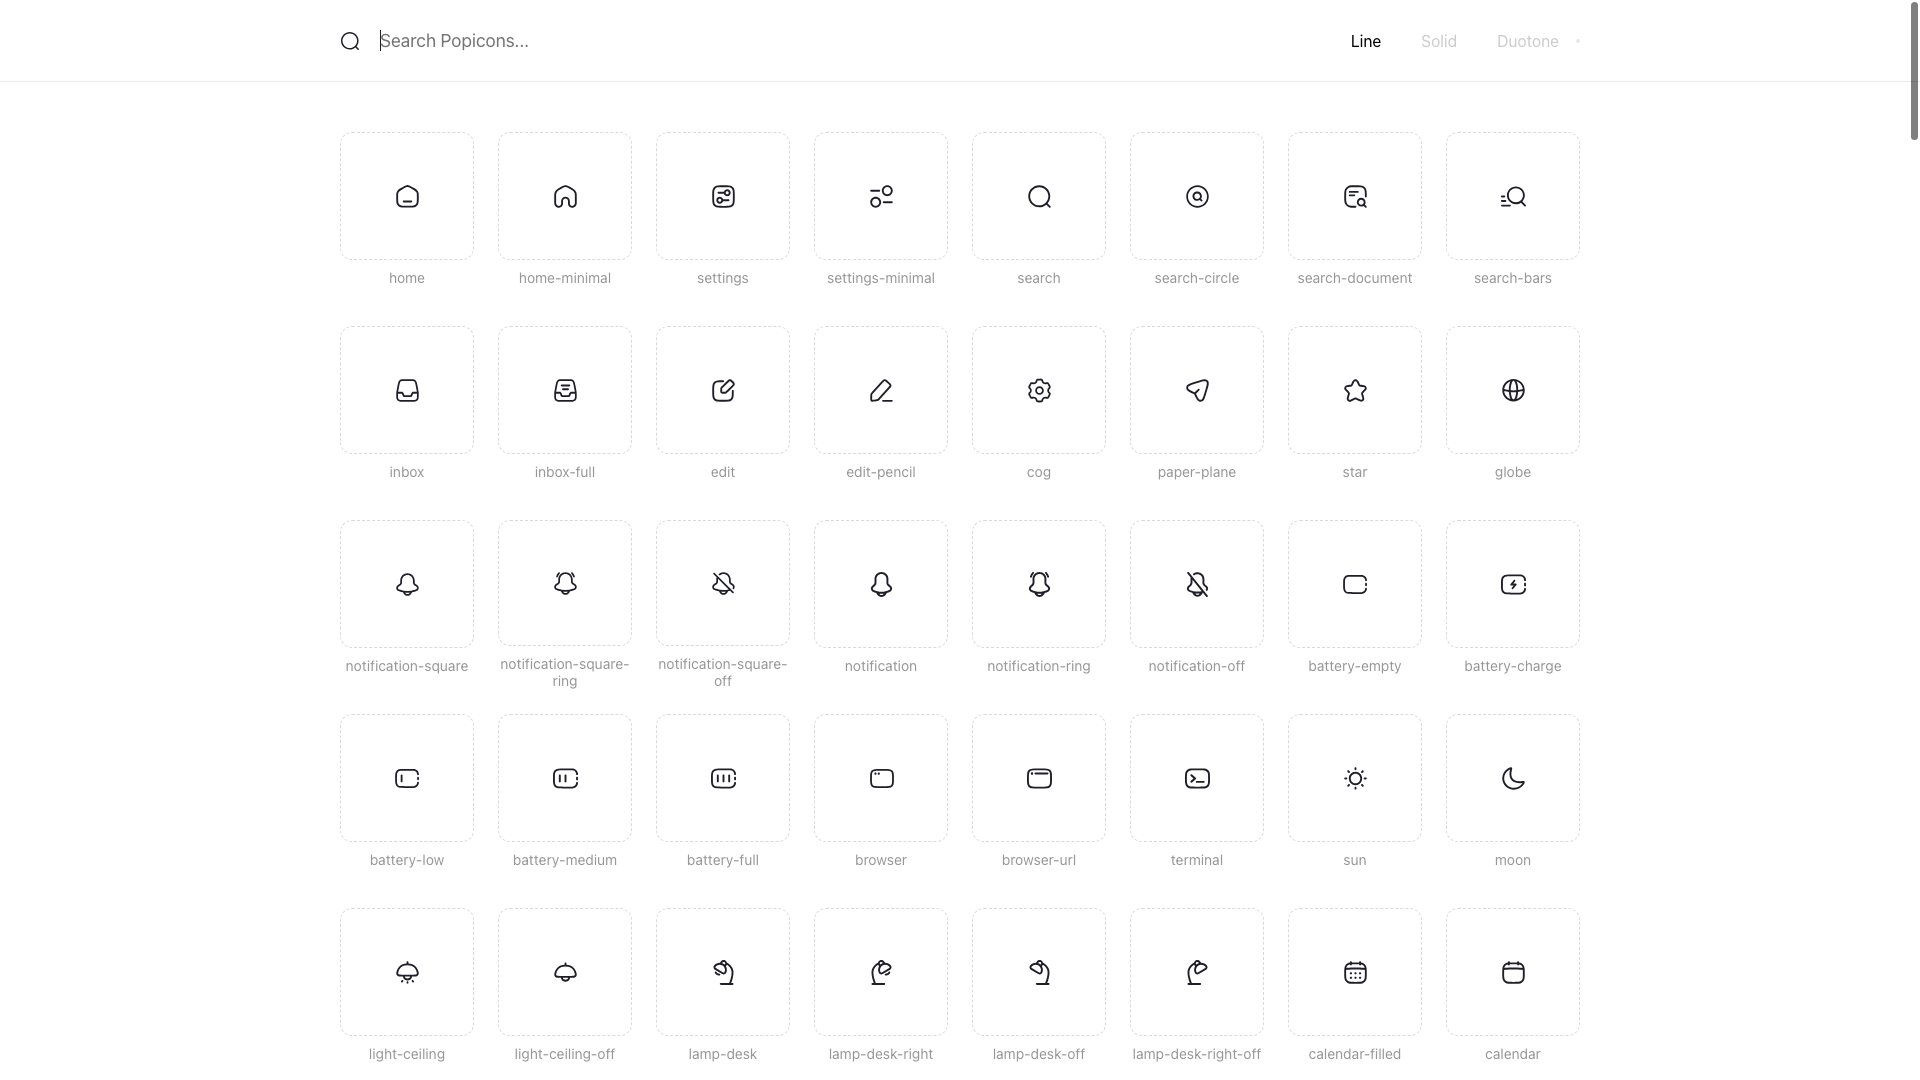 Search Popicons...
Line
Solid
Duotone
home
home-minimal
settings
settings-minimal
search
search-circle
search-document
search-bars
inbox
inbox-full
edit
edit-pencil
cog
paper-plane
star
globe
notification-square
notification-square-
ring
notification-square-
off
notification
notification-ring
notification-off
battery-empty
battery-charge
battery-low
battery-medium
battery-full
browser
browser-url
terminal
sun
moon
light-ceiling
light-ceiling-off
lamp-desk
lamp-desk-right
lamp-desk-off
lamp-desk-right-off
calendar-filled
calendar